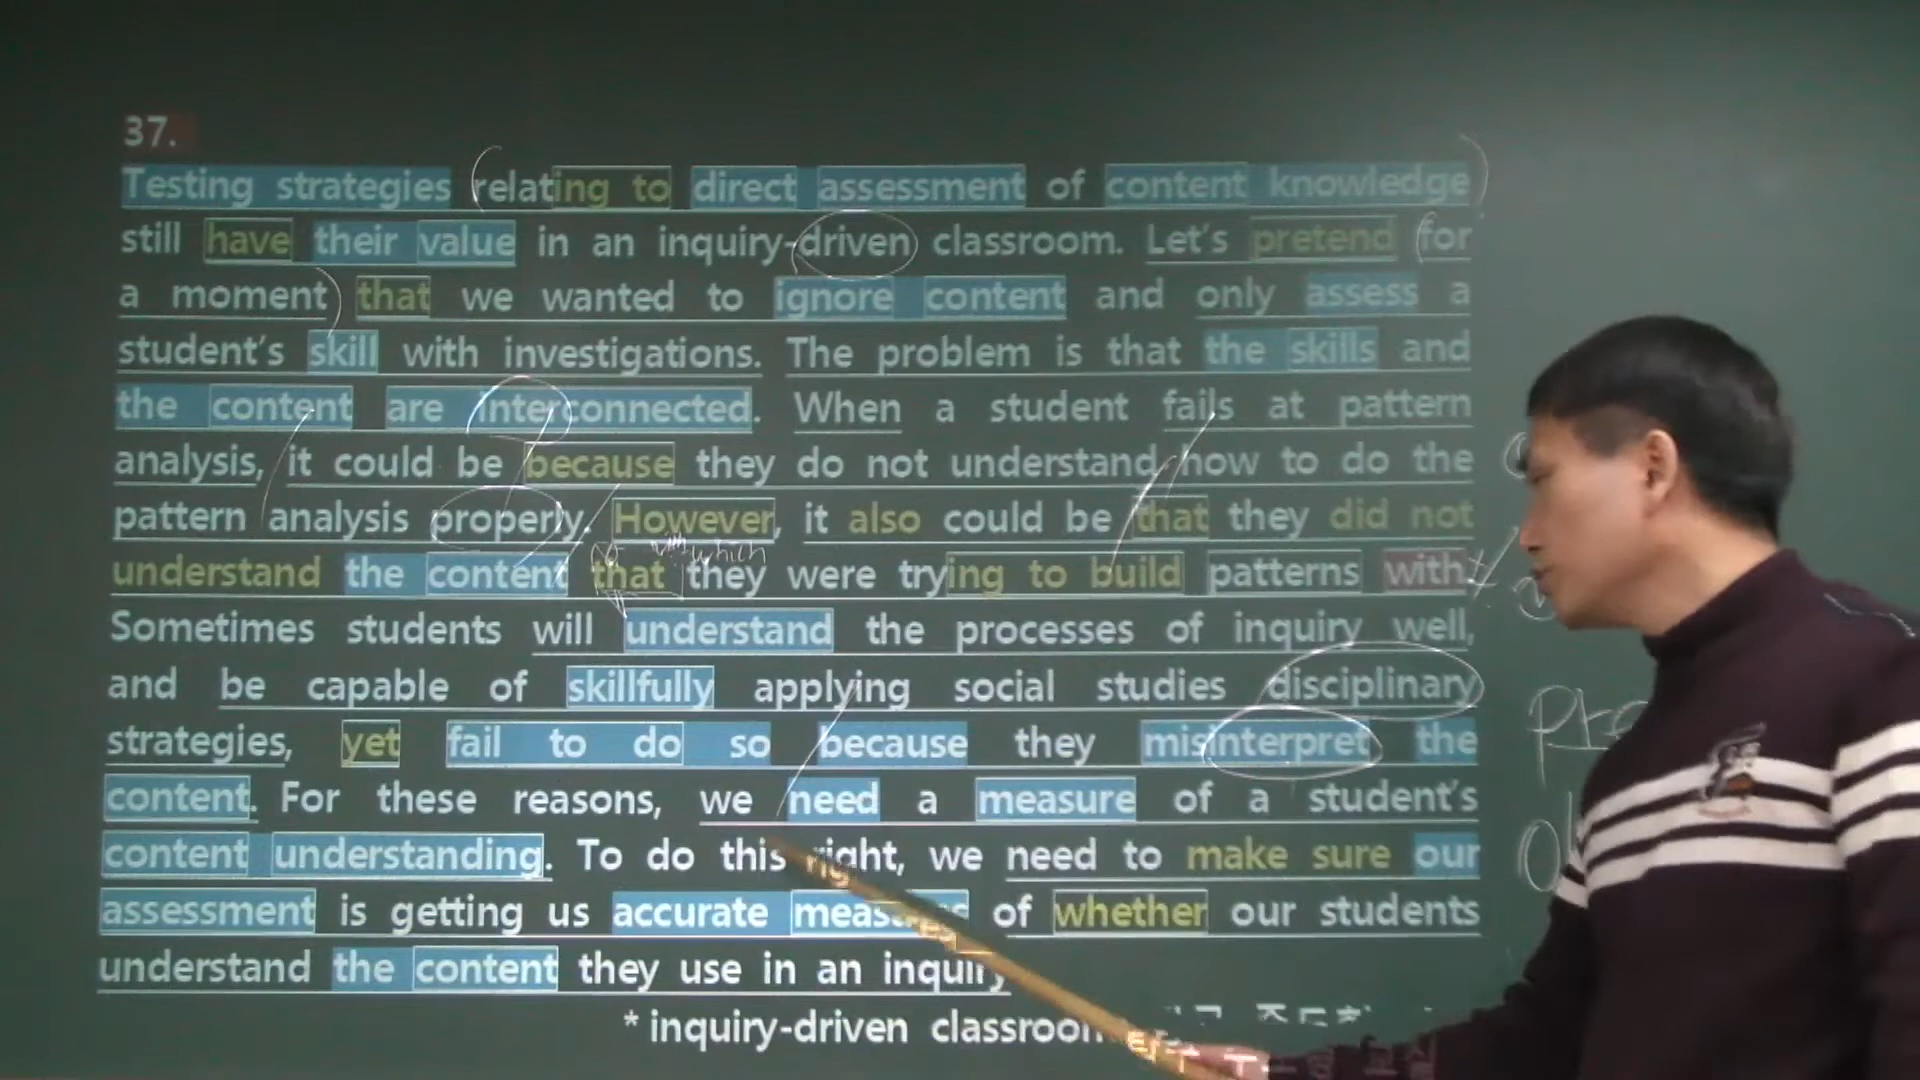 37.
Testing strategies relating to direct assessment of content knowledge
still have their value in an inquiry-driven classroom. Let's pretend for
a moment that we wanted to ignore content and only assess a
student's skill with investigations. The problem is that the skills and
the content are interconnected. When a student fails at pattern
analysis, it could be because they do not understand how to do the
pattern analysis properly. However, it also could be that they did not
which
understand the content that they were trying to build patterns with.
Sometimes students will understand the processes of inquiry well,
and be capable of skillfully applying social studies disciplinary
strategies, yet fail to do so because they misinterpret the
content. For these reasons, we need a measure of a student's
content understanding. To do this right, we need to make sure our
assessment is getting us accurate measures of whether our students
understand the content they use in an inquiry
* inquiry-driven classroom